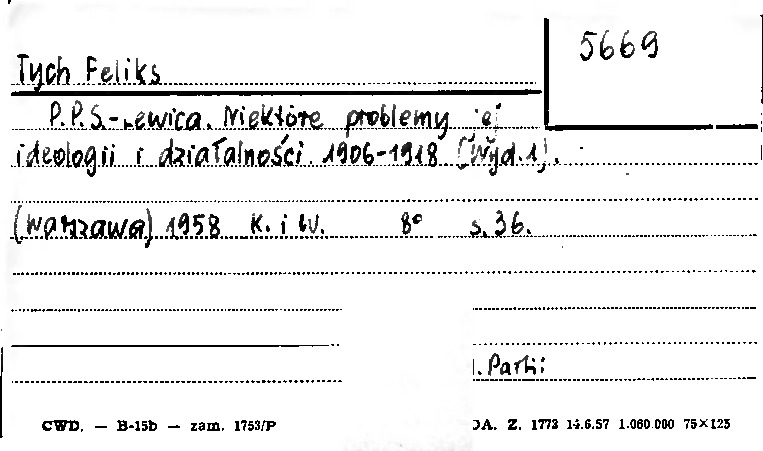 5669
Tych Feliks
P.P.S.-Lewica. Niektóre problemy jej
ideologii i działalności. 1906-1918 (Wyd.1).
(Warszawa) 1958 K. i W. 8° s. 36.
. Partii
CWD. — B-15b — zam. 1753/P DA. Z. 1773 14.6.57 1.060.000 75×125